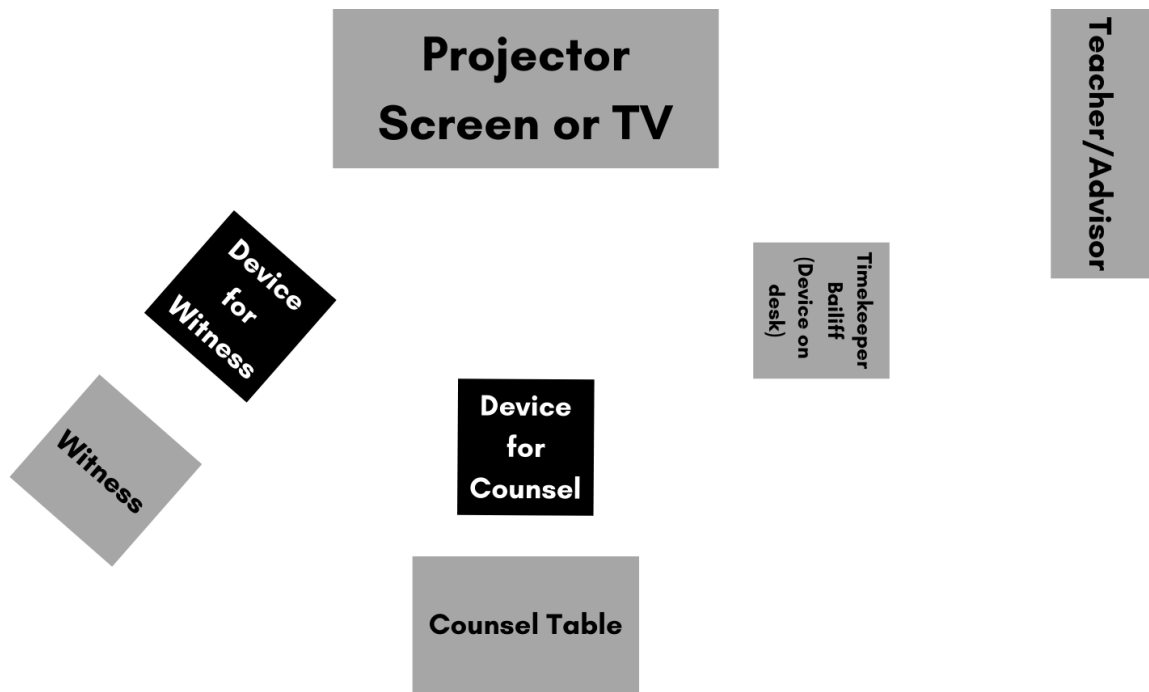 Projector
Screen or TV
Teacher/Advisor
Device
for
Witness
Timekeeper
Bailiff
(Device on
desk)
Witness
Device
for
Counsel
Counsel Table